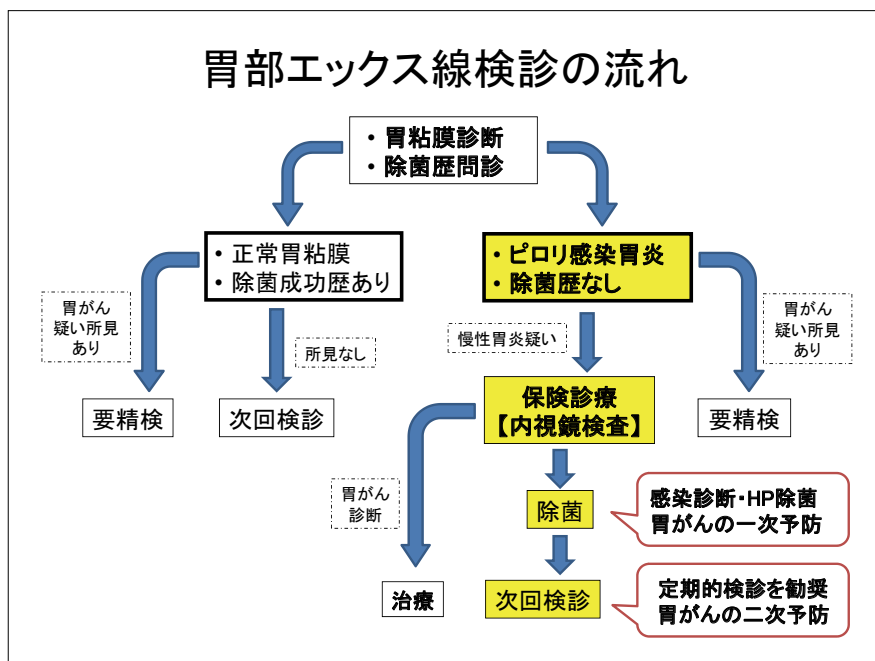 胃部エックス線検診の流れ
・胃粘膜診断
・除菌歴問診
・正常胃粘膜
・除菌成功歴あり
・ピロリ感染胃炎
・除菌歴なし
胃がん
疑い所見
あり
所見なし
慢性胃炎疑い
胃がん
疑い所見
あり
要精検
次回検診
保険診療
【内視鏡検査】
要精検
胃がん
診断
除菌
感染診断・HP除菌
胃がんの一次予防
治療
次回検診
定期的検診を勧奨
胃がんの二次予防